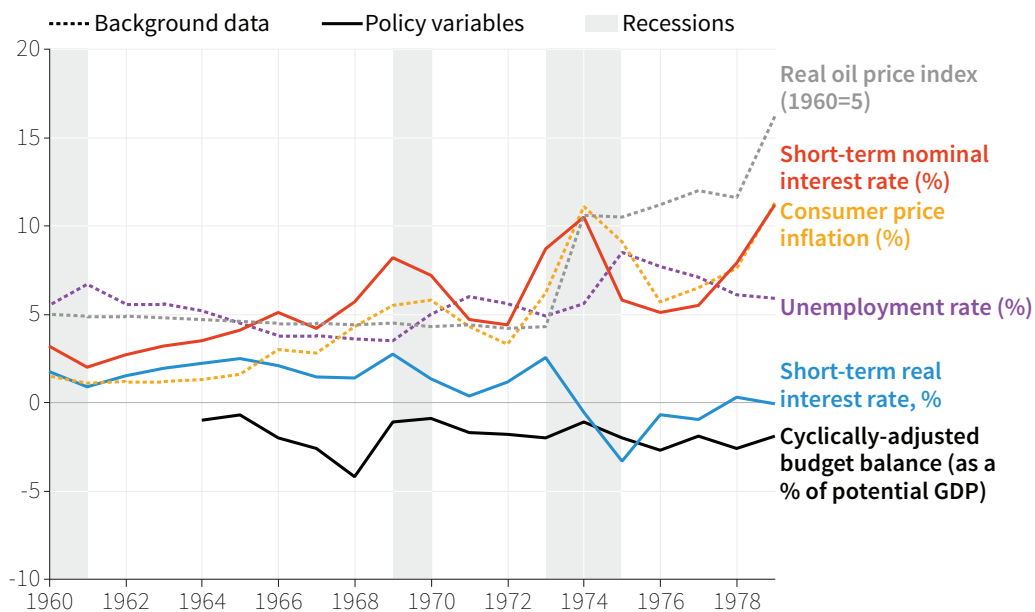 Background data
Policy variables
Recessions
20
15
10
5
0
-5
-10
1960
1962
1964
1966
1968
1970
1972
1974
1976
1978
Real oil price index
(1960=5)
Short-term nominal
interest rate (%)
Consumer price
inflation (%)
Unemployment rate (%)
Short-term real
interest rate, %
Cyclically-adjusted
budget balance (as a
% of potential GDP)